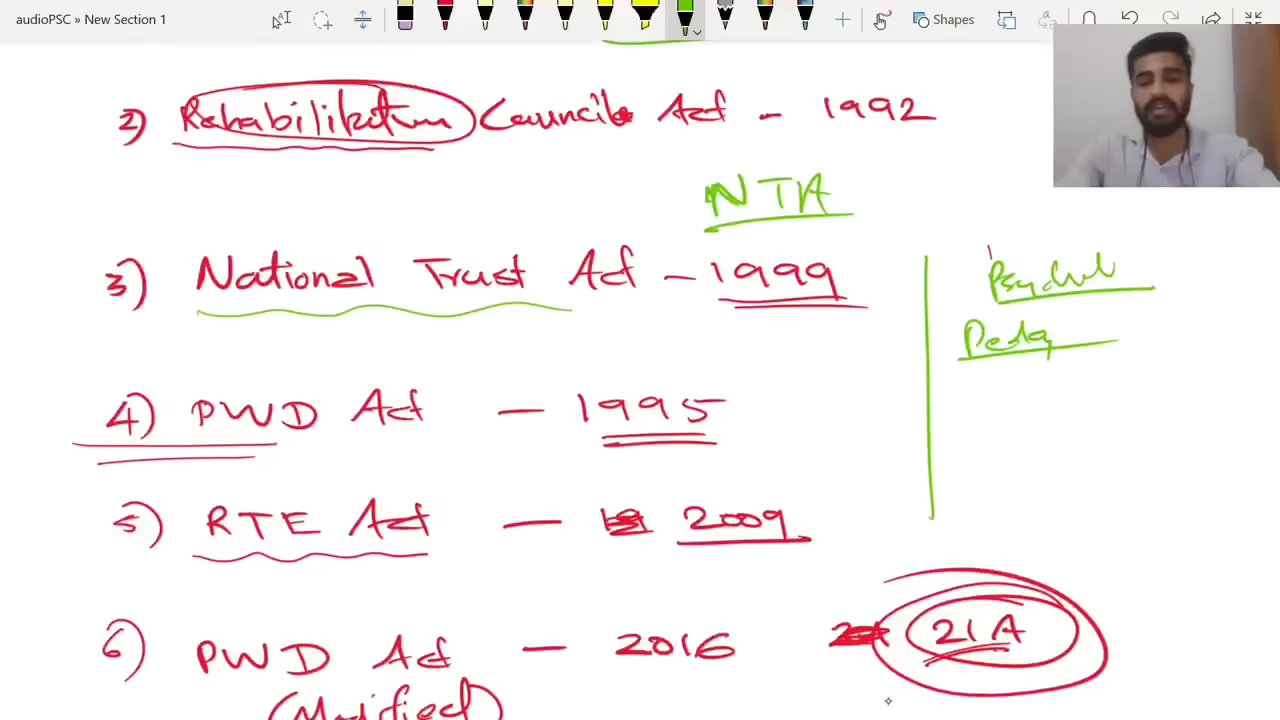 audioPSC » New Section 1
Shapes
2) Rehabilitation Council Act - 1992
NTA
3) National Trust Act - 1999
4) PWD Act - 1995
5) RTE Act - 2009
6) PWD Act - 2016
21A
(Modified)